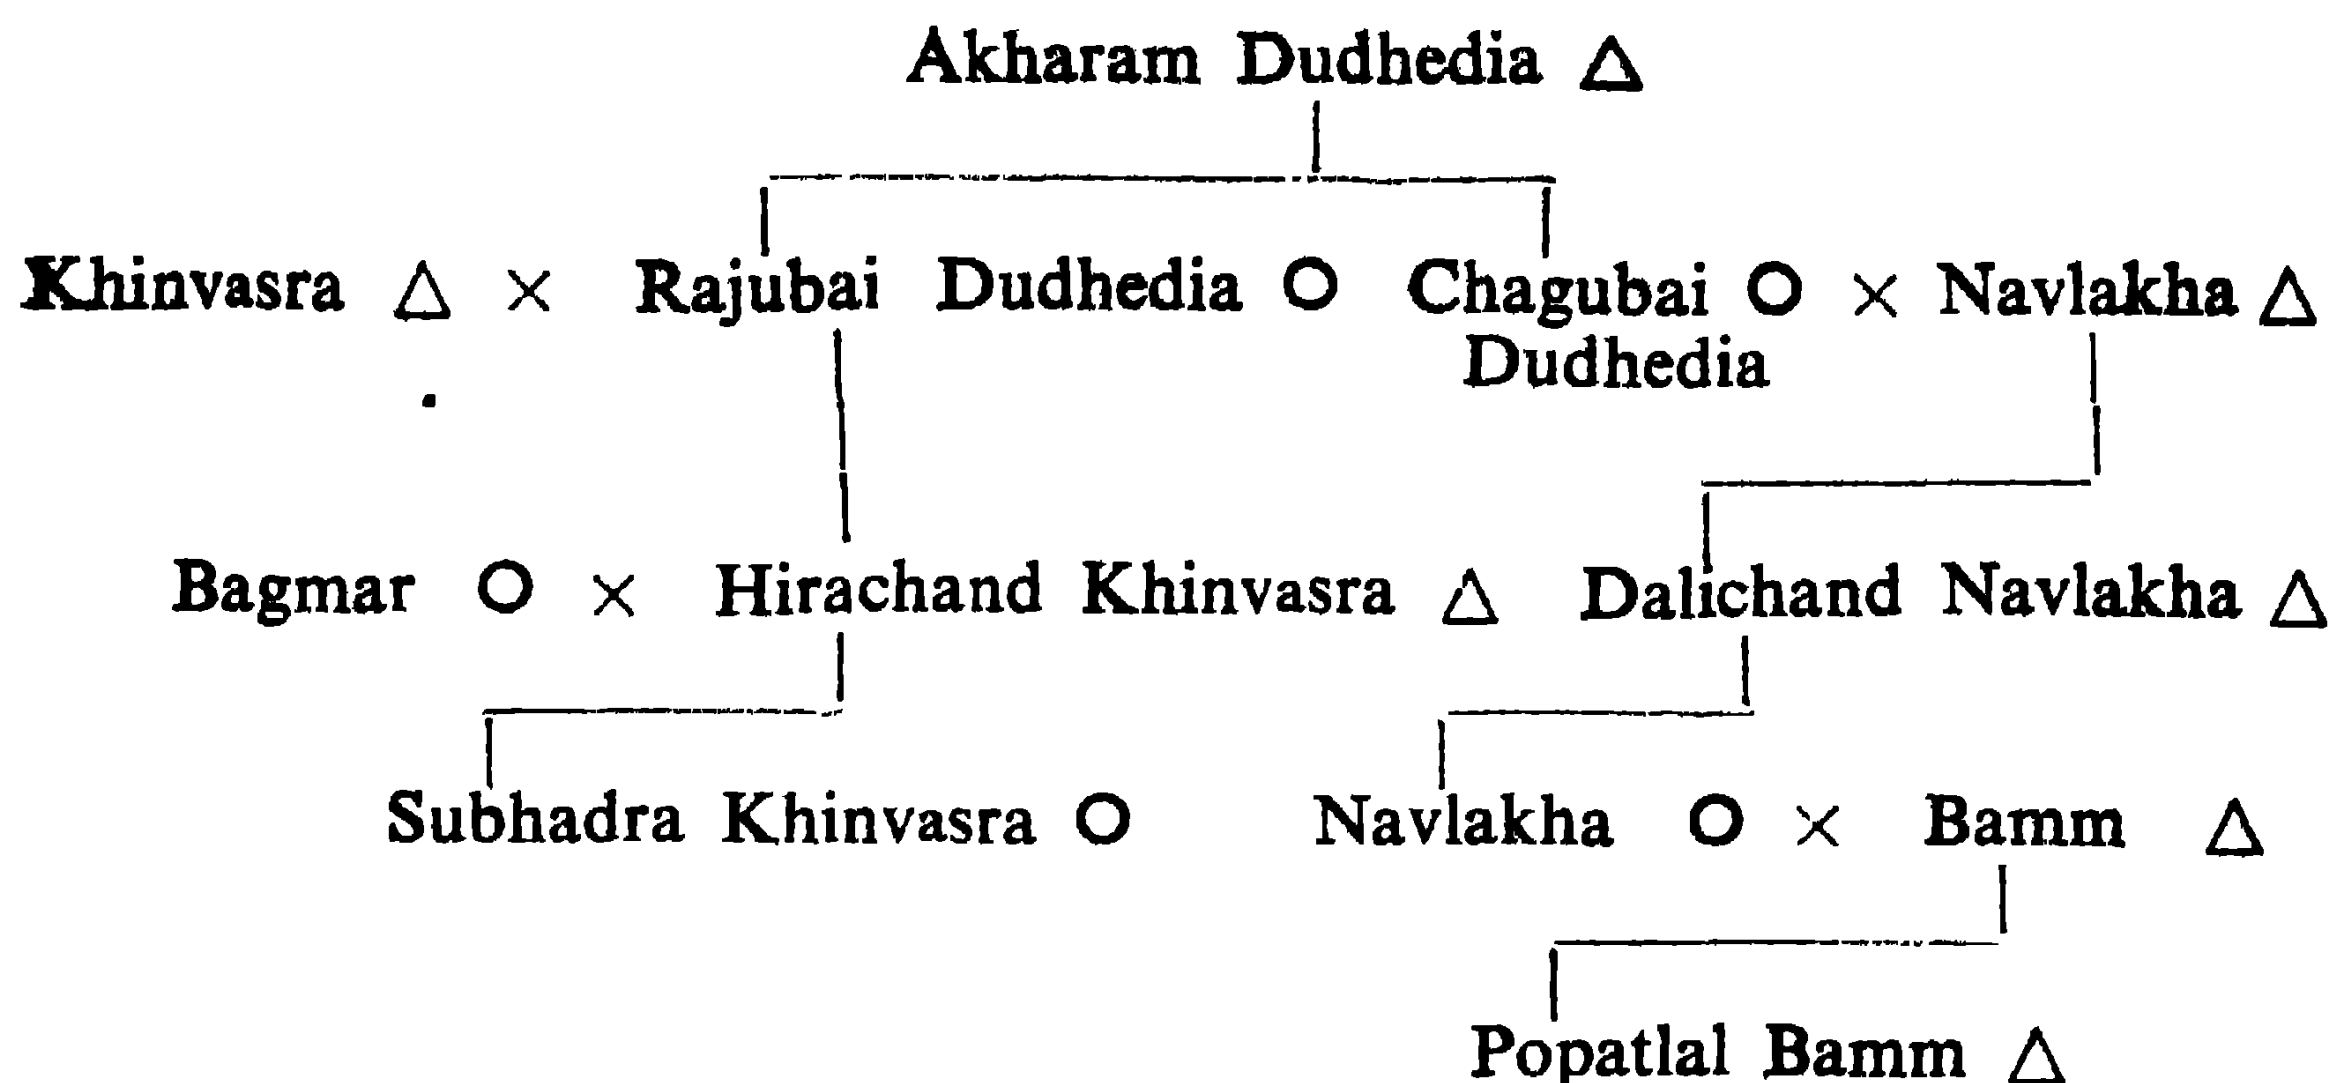 Akharam Dudhedia △
Khinvasra △ × Rajubai Dudhedia O Chagubai O × Navlakha △
Dudhedia
Bagmar O × Hirachand Khinvasra △ Dalichand Navlakha △
Subhadra Khinvasra O Navlakha O × Bamm △
Popatlal Bamm △